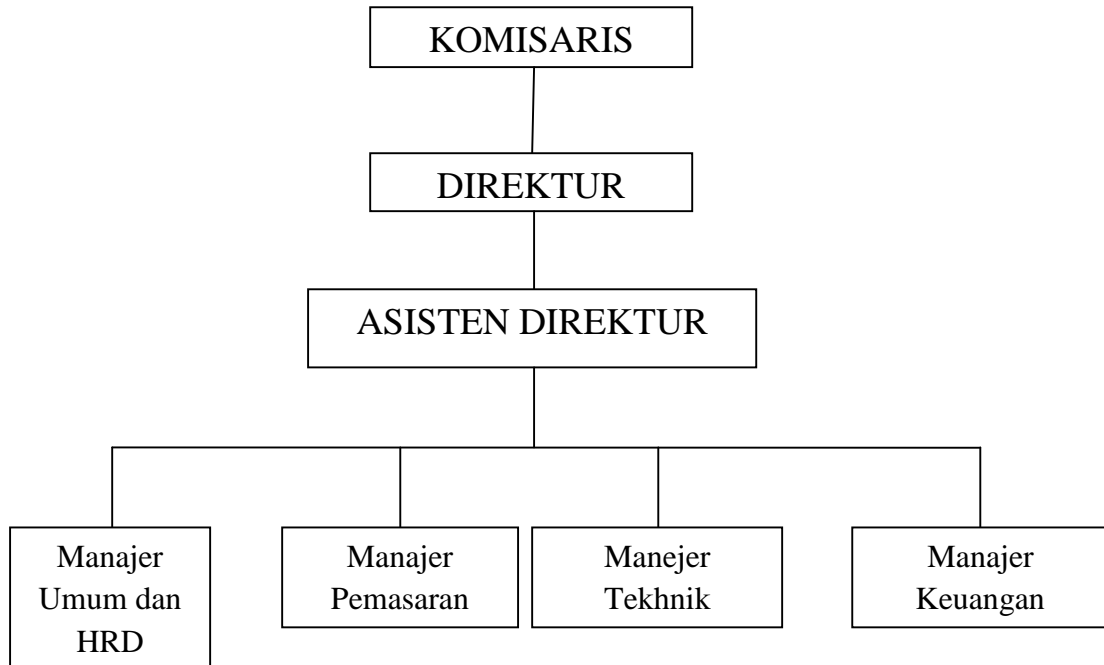 KOMISARIS
DIREKTUR
ASISTEN DIREKTUR
Manajer
Umum dan
HRD
Manajer
Pemasaran
Manejer
Tekhnik
Manajer
Keuangan